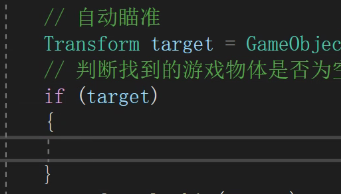 // 自动瞄准
Transform target = GameObjec
// 判断找到的游戏物体是否为空
if (target)
{
}